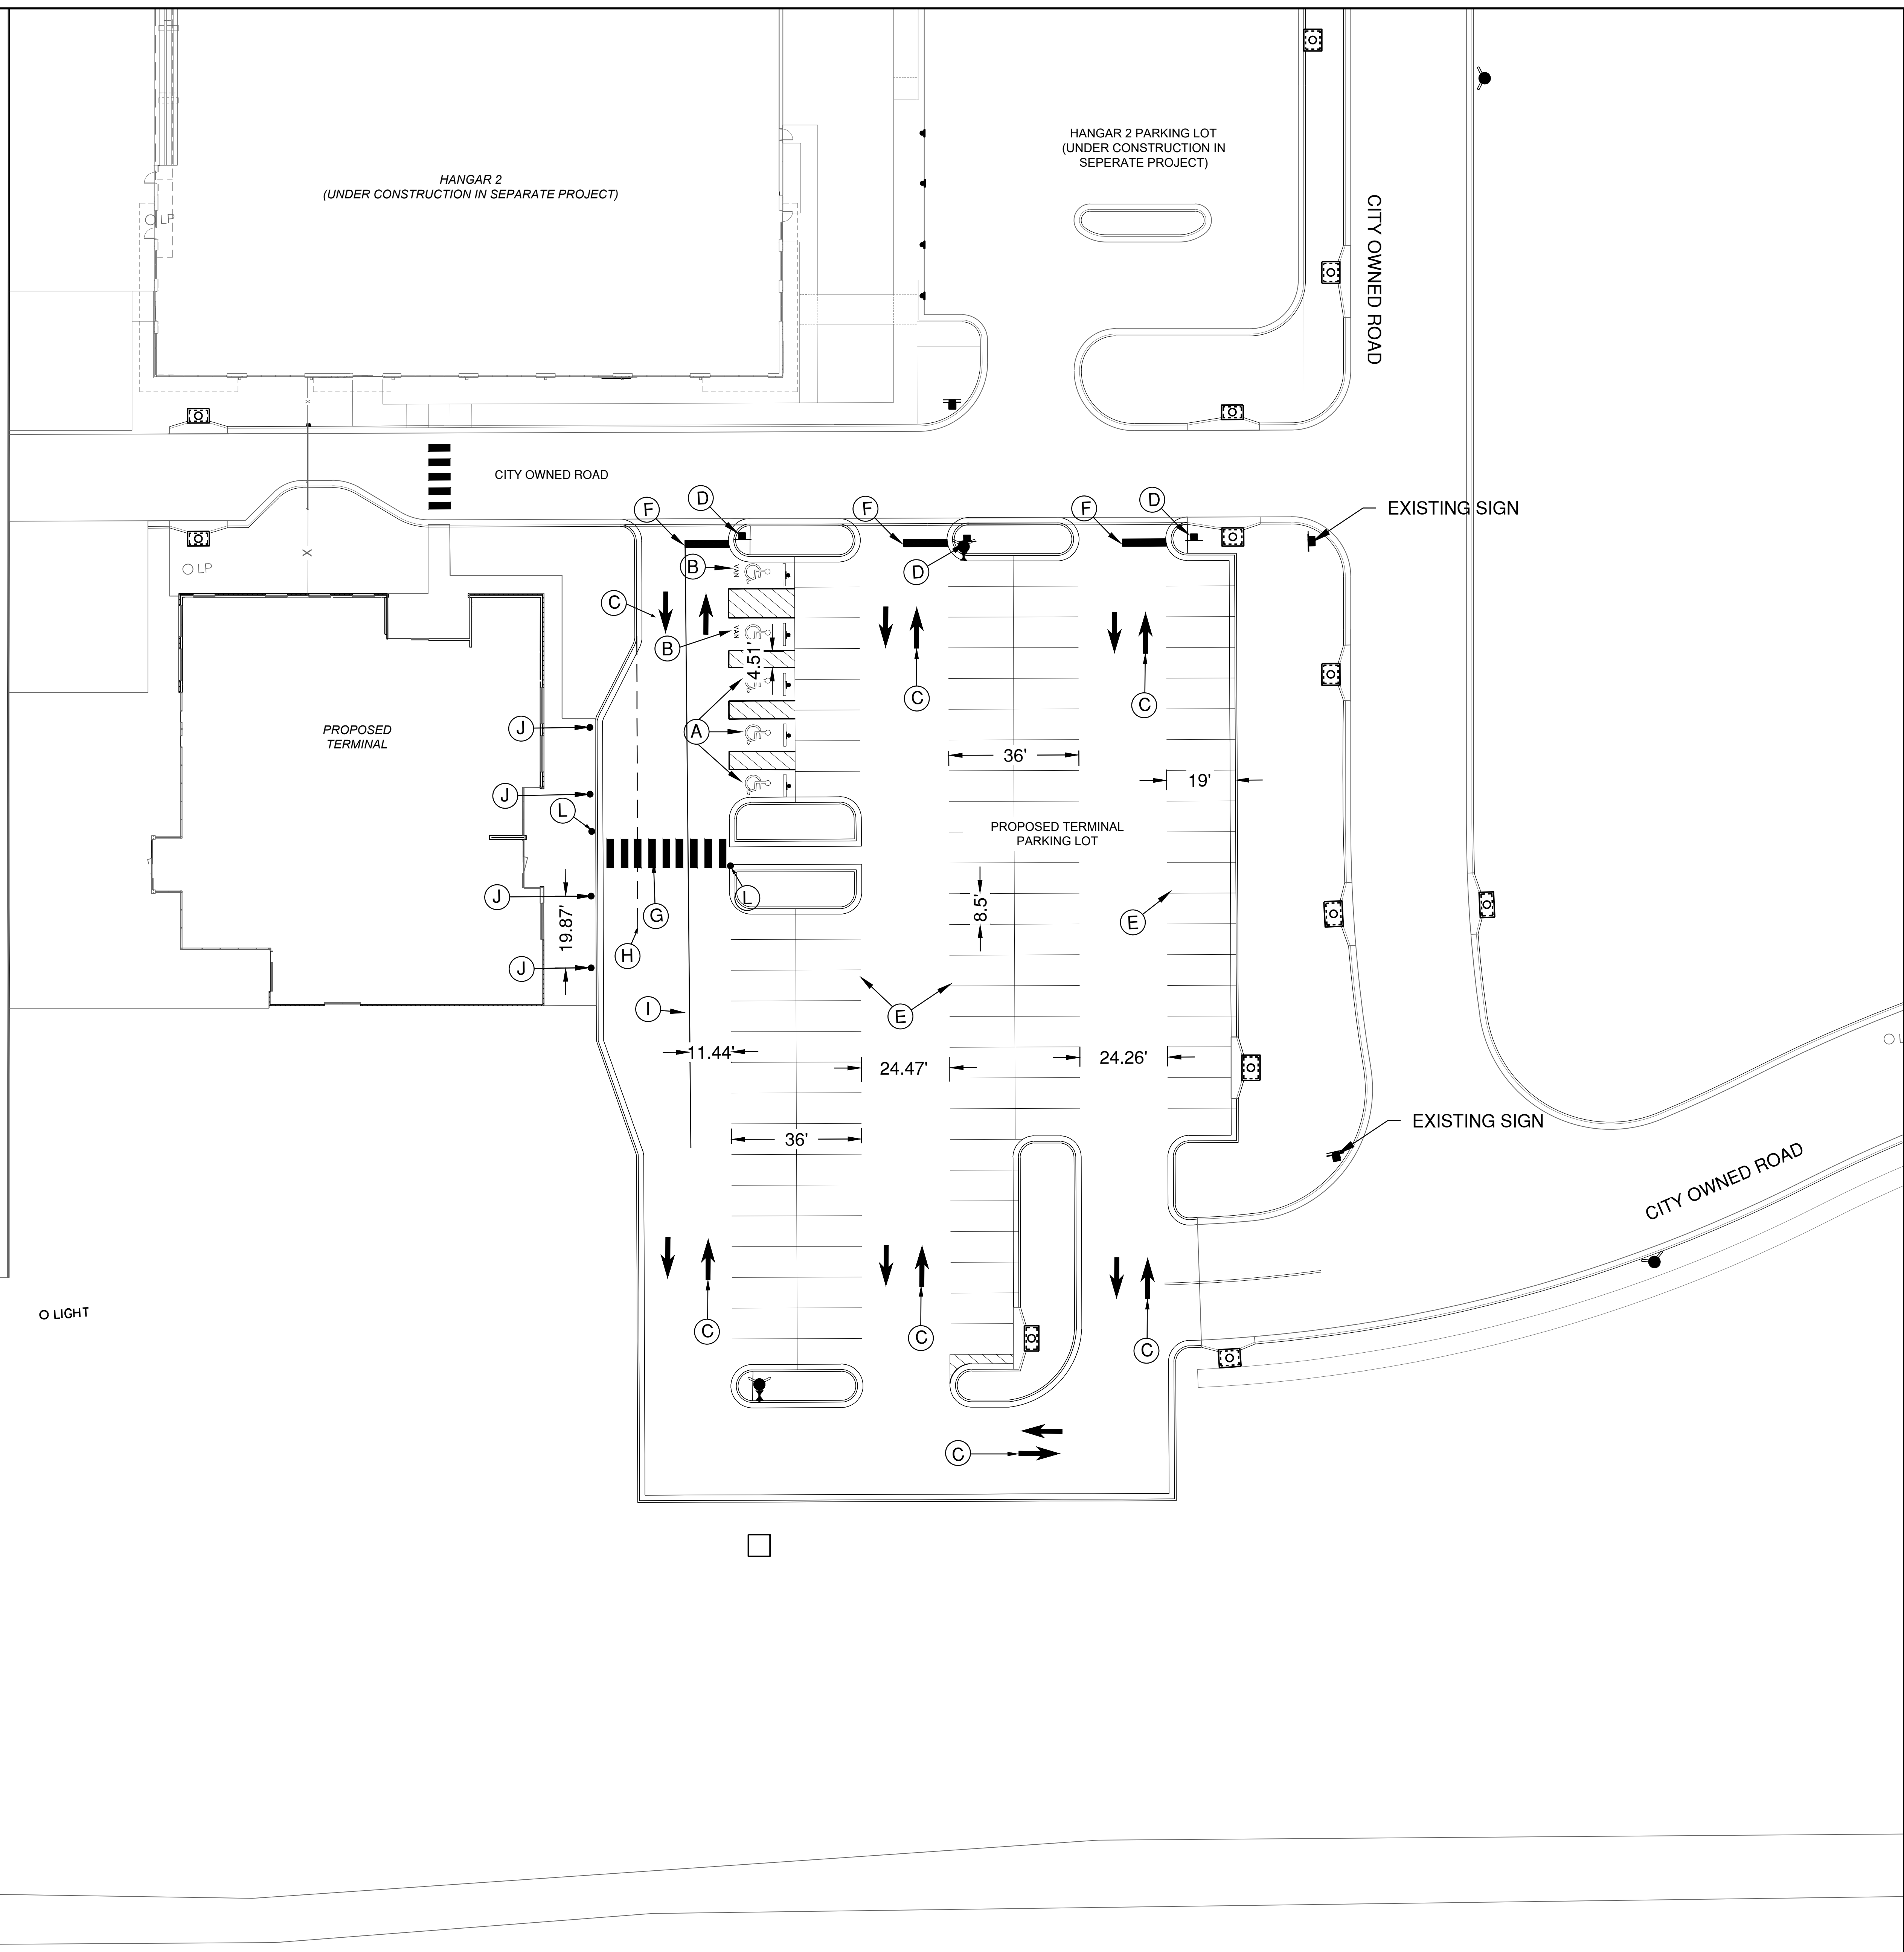 HANGAR 2 PARKING LOT
(UNDER CONSTRUCTION IN
SEPERATE PROJECT)
HANGAR 2
(UNDER CONSTRUCTION IN SEPARATE PROJECT)
LP
CITY OWNED ROAD
X
CITY OWNED ROAD
X
LP
F
D
F
F
D
EXISTING SIGN
B
VAN
D
C
B
VAN
4.51'
C
C
A
J
PROPOSED
TERMINAL
36'
19'
J
L
PROPOSED TERMINAL
PARKING LOT
J
L
G
8.5'
E
19.87'
H
J
I
E
11.44'
24.47'
24.26'
36'
EXISTING SIGN
CITY OWNED ROAD
LIGHT
C
C
C
C